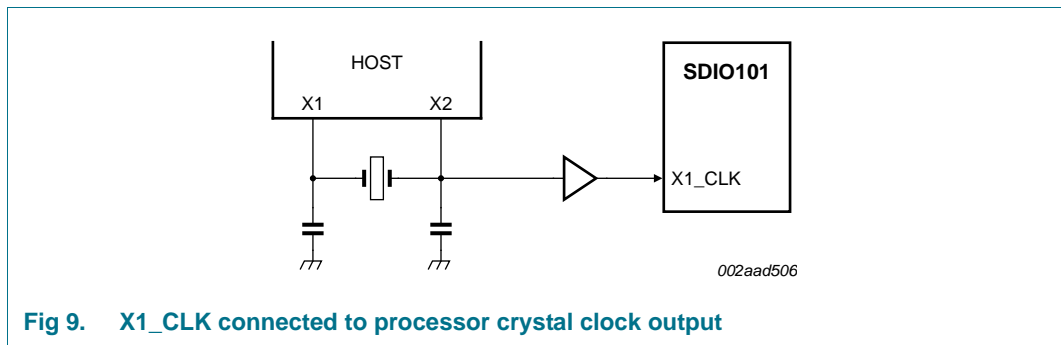 HOST
SDIO101
X1 X2
X1_CLK
002aad506
Fig 9. X1_CLK connected to processor crystal clock output